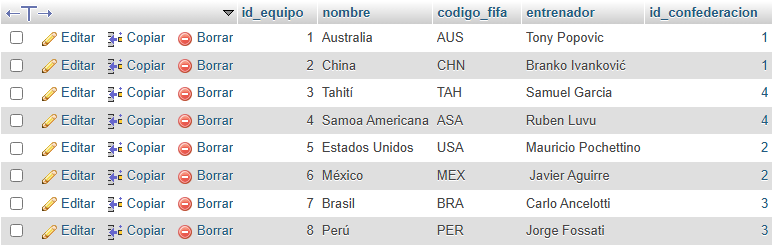 id_equipo nombre codigo_fifa entrenador id_confederacion
Editar Copiar Borrar 1 Australia AUS Tony Popovic 1
Editar Copiar Borrar 2 China CHN Branko Ivanković 1
Editar Copiar Borrar 3 Tahití TAH Samuel Garcia 4
Editar Copiar Borrar 4 Samoa Americana ASA Ruben Luvu 4
Editar Copiar Borrar 5 Estados Unidos USA Mauricio Pochettino 2
Editar Copiar Borrar 6 México MEX Javier Aguirre 2
Editar Copiar Borrar 7 Brasil BRA Carlo Ancelotti 3
Editar Copiar Borrar 8 Perú PER Jorge Fossati 3